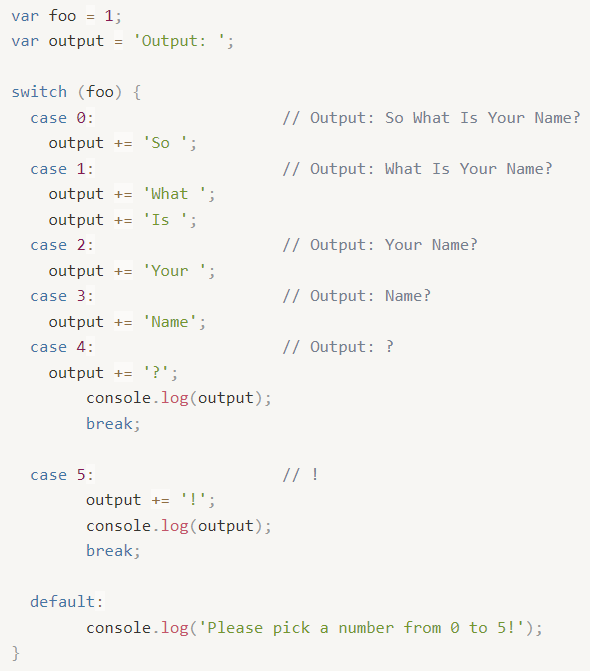 var foo = 1;
var output = 'Output: ';

switch (foo) {
  case 0:                    // Output: So What Is Your Name?
    output += 'So ';
  case 1:                    // Output: What Is Your Name?
    output += 'What ';
    output += 'Is ';
  case 2:                    // Output: Your Name?
    output += 'Your ';
  case 3:                    // Output: Name?
    output += 'Name';
  case 4:                    // Output: ?
    output += '?';
        console.log(output);
        break;

  case 5:                    // !
        output += '!';
        console.log(output);
        break;

  default:
        console.log('Please pick a number from 0 to 5!');
}